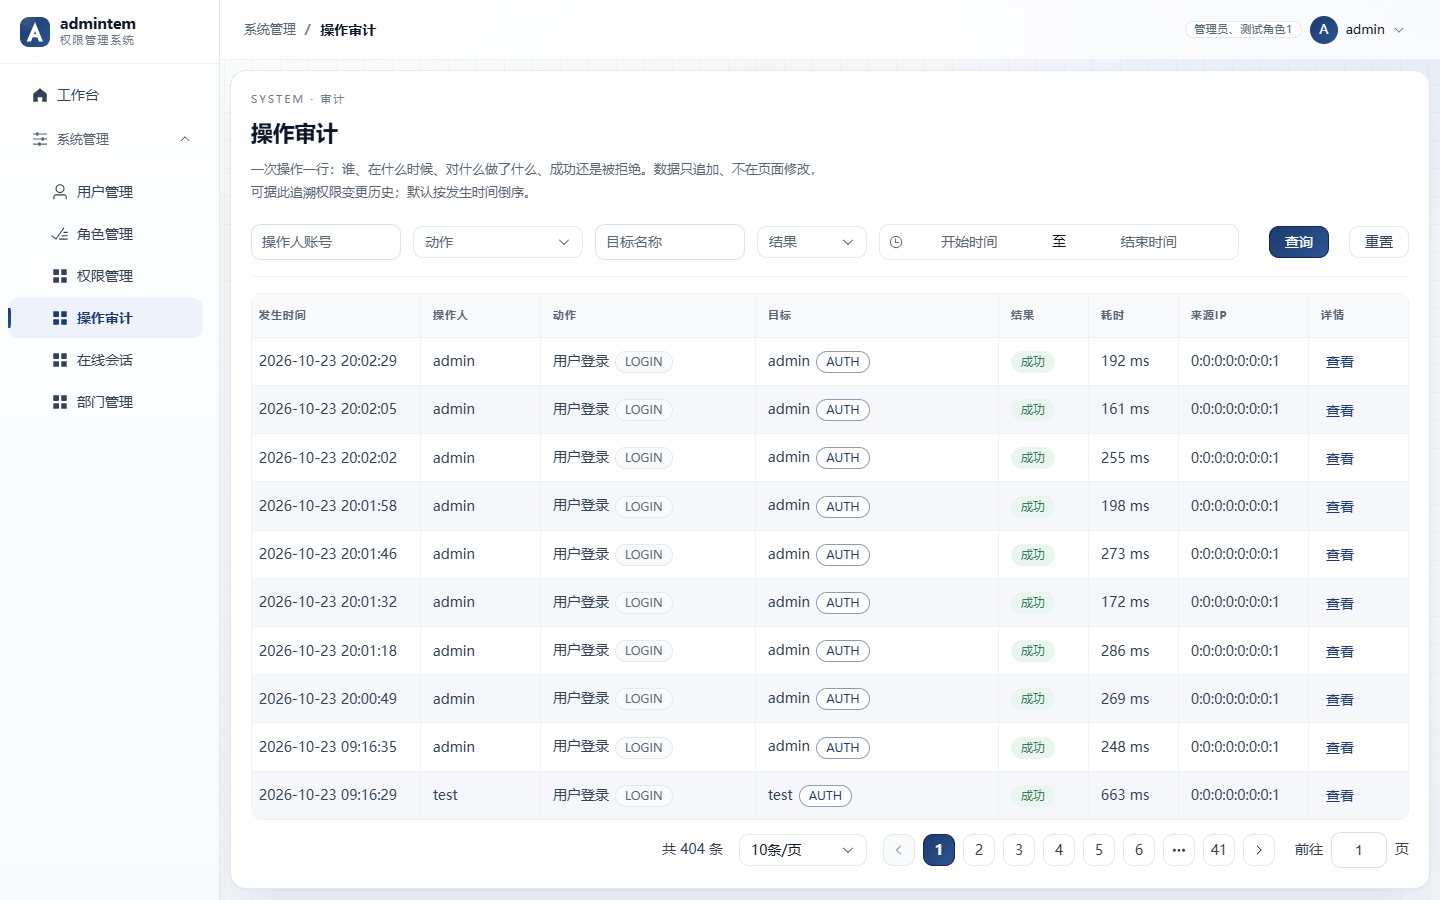 admintem
权限管理系统
系统管理 / 操作审计
管理员、测试角色1
A
admin
工作台
系统管理
用户管理
角色管理
权限管理
操作审计
在线会话
部门管理
SYSTEM · 审计
操作审计
一次操作一行：谁、在什么时候、对什么做了什么、成功还是被拒绝。数据只追加、不在页面修改，
可据此追溯权限变更历史；默认按发生时间倒序。
操作人账号 动作 目标名称 结果 开始时间 至 结束时间 查询 重置
发生时间 操作人 动作 目标 结果 耗时 来源IP 详情
2026-10-23 20:02:29 admin 用户登录 LOGIN admin AUTH 成功 192 ms 0:0:0:0:0:0:0:1 查看
2026-10-23 20:02:05 admin 用户登录 LOGIN admin AUTH 成功 161 ms 0:0:0:0:0:0:0:1 查看
2026-10-23 20:02:02 admin 用户登录 LOGIN admin AUTH 成功 255 ms 0:0:0:0:0:0:0:1 查看
2026-10-23 20:01:58 admin 用户登录 LOGIN admin AUTH 成功 198 ms 0:0:0:0:0:0:0:1 查看
2026-10-23 20:01:46 admin 用户登录 LOGIN admin AUTH 成功 273 ms 0:0:0:0:0:0:0:1 查看
2026-10-23 20:01:32 admin 用户登录 LOGIN admin AUTH 成功 172 ms 0:0:0:0:0:0:0:1 查看
2026-10-23 20:01:18 admin 用户登录 LOGIN admin AUTH 成功 286 ms 0:0:0:0:0:0:0:1 查看
2026-10-23 20:00:49 admin 用户登录 LOGIN admin AUTH 成功 269 ms 0:0:0:0:0:0:0:1 查看
2026-10-23 09:16:35 admin 用户登录 LOGIN admin AUTH 成功 248 ms 0:0:0:0:0:0:0:1 查看
2026-10-23 09:16:29 test 用户登录 LOGIN test AUTH 成功 663 ms 0:0:0:0:0:0:0:1 查看
共 404 条 10条/页 1 2 3 4 5 6 ••• 41 前往 1 页